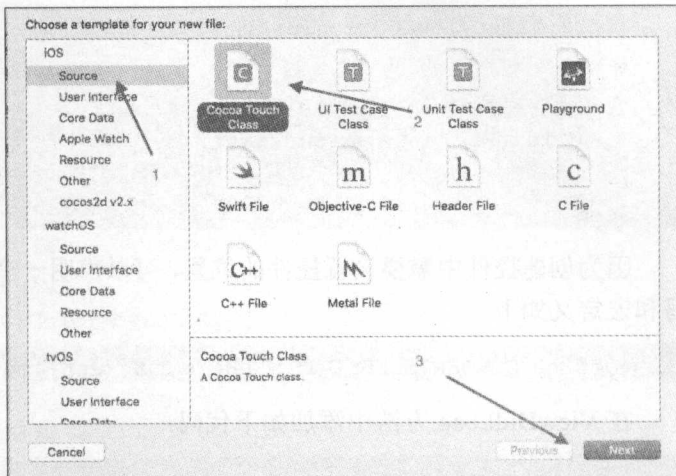 Choose a template for your new file:
iOS
Source
User Interface
Core Data
Apple Watch
Resource
Other
cocos2d v2.x
watchOS
Source
User Interface
Core Data
Resource
Other
tvOS
Source
User Interface
Core Data
1
C
T
T
Cocoa Touch
Class
UI Test Case
Class
2
Unit Test Case
Class
Playground
m
h
c
Swift File
Objective-C File
Header File
C File
C++
C++ File
Metal File
Cocoa Touch Class
A Cocoa Touch class.
3
Cancel
Previous
Next